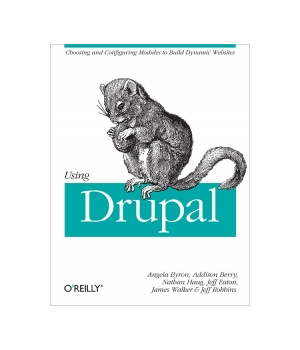 Choosing and Configuring Modules to Build Dynamic Websites
Using
Drupal
O'REILLY®
Angela Byron, Addison Berry,
Nathan Haug, Jeff Eaton,
James Walker & Jeff Robbins